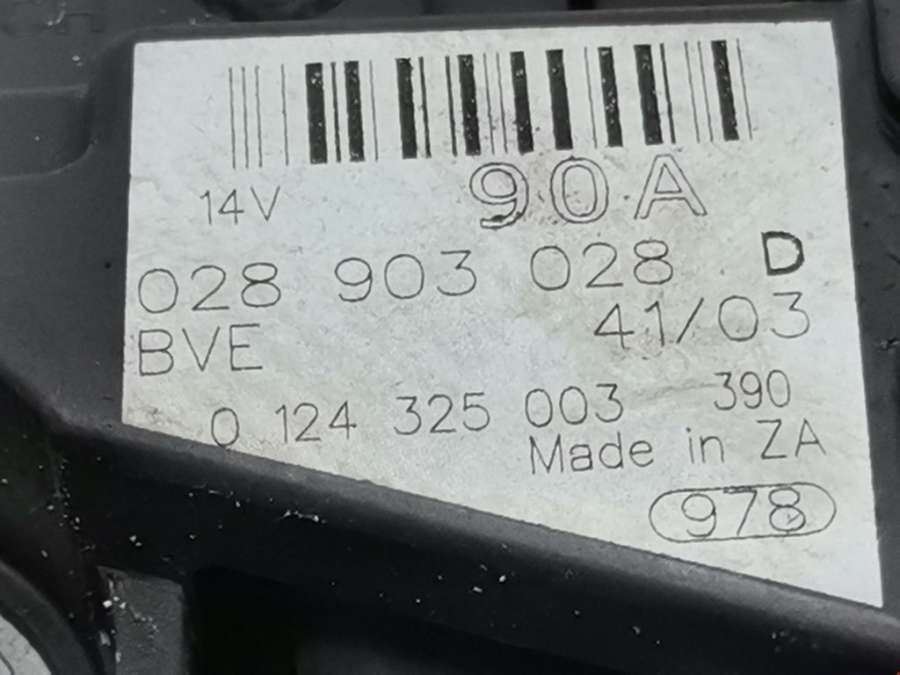 14V 90A
028 903 028 D
BVE 41/03
0 124 325 003 390
Made in ZA
978